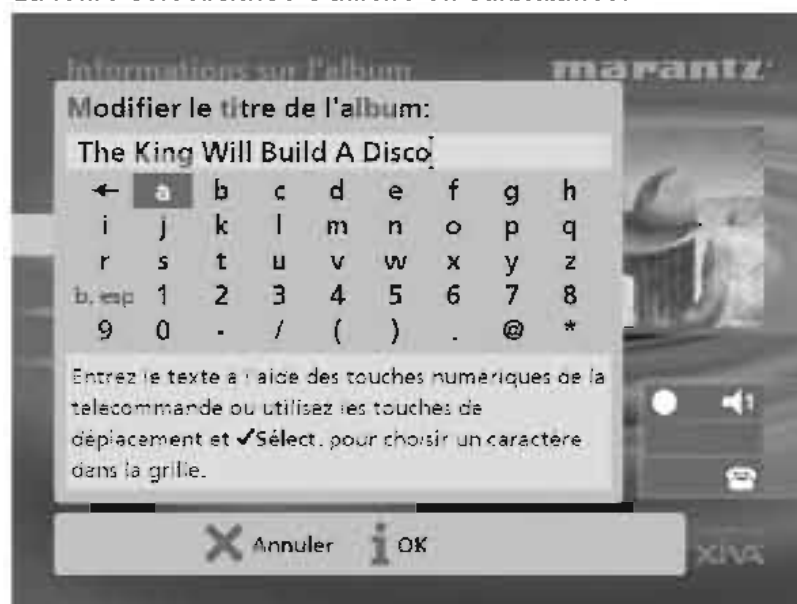 Informations sur l'album
marantz
Modifier le titre de l'album:
The King Will Build A Disco
← a b c d e f g h
i j k l m n o p q
r s t u v w x y z
b. esp 1 2 3 4 5 6 7 8
9 0 - / ( ) . @ *
Entrez le texte a l'aide des touches numériques de la
télécommande ou utilisez les touches de
déplacement et ✓Sélect. pour choisir un caractère
dans la grille.
1
Annuler i OK
XiVA